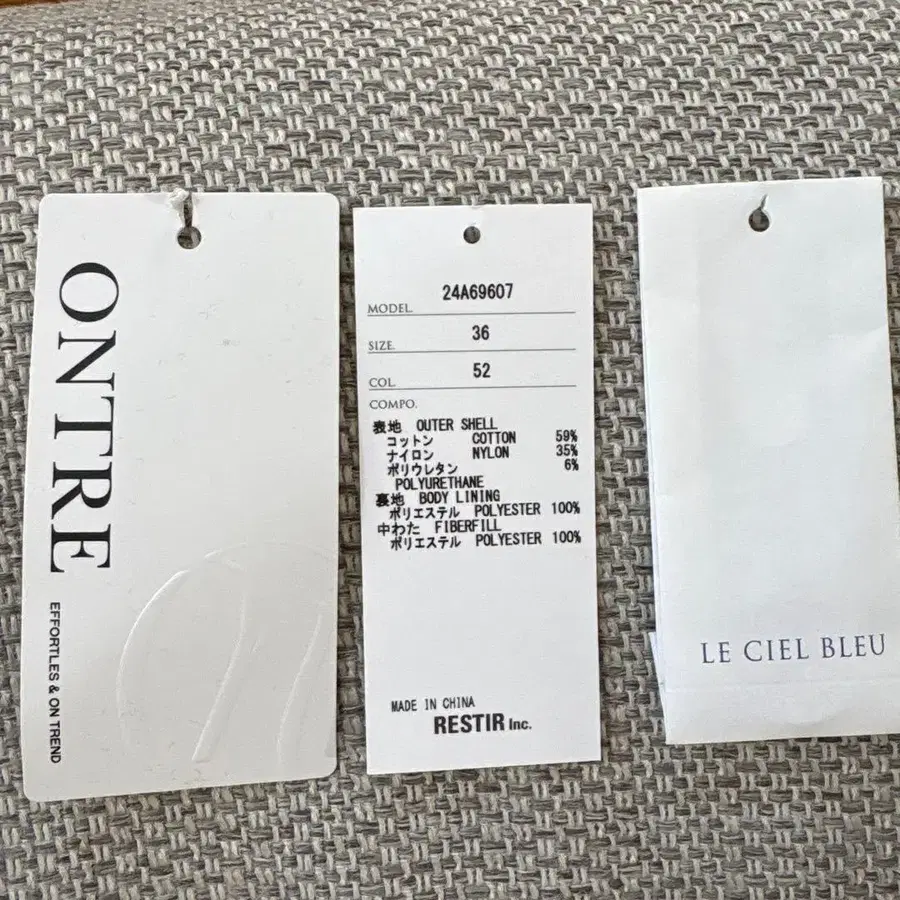 ONTRE
EFFORTLES & ON TREND
MODEL. 24A69607
SIZE. 36
COL. 52
COMPO.
表地 OUTER SHELL
コットン COTTON 59%
ナイロン NYLON 35%
ポリウレタン 6%
POLYURETHANE
裏地 BODY LINING
ポリエステル POLYESTER 100%
中わた FIBERFILL
ポリエステル POLYESTER 100%
MADE IN CHINA
RESTIR Inc.
LE CIEL BLEU